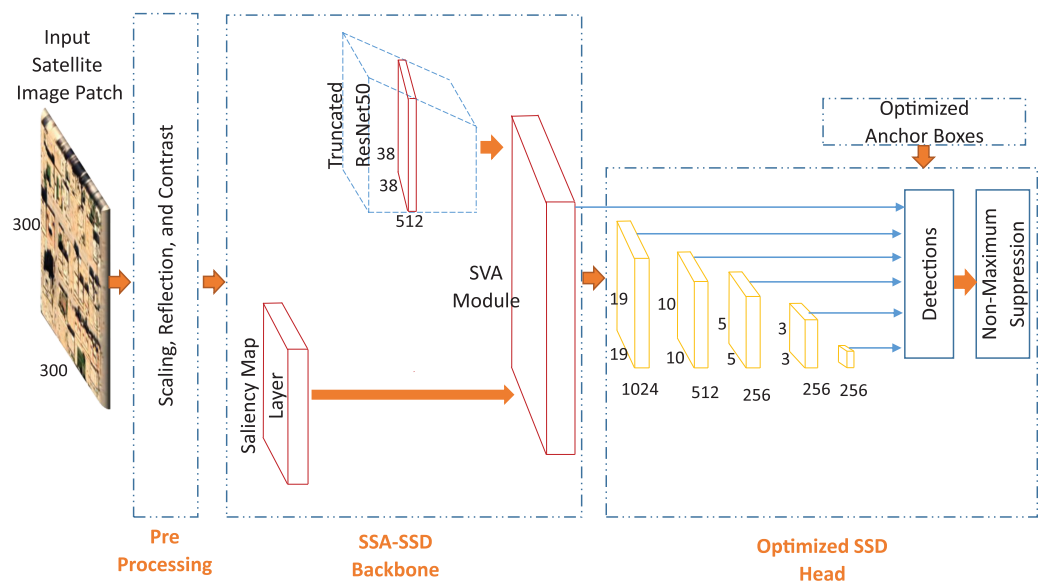 Input
Satellite
Image Patch
300
300
Scaling, Reflection, and Contrast
Pre
Processing
Truncated
ResNet50
38
38
512
Saliency Map
Layer
SVA
Module
SSA-SSD
Backbone
Optimized
Anchor Boxes
19
19
1024
10
10
512
5
5
256
3
3
256
256
Detections
Non-Maximum
Suppression
Optimized SSD
Head